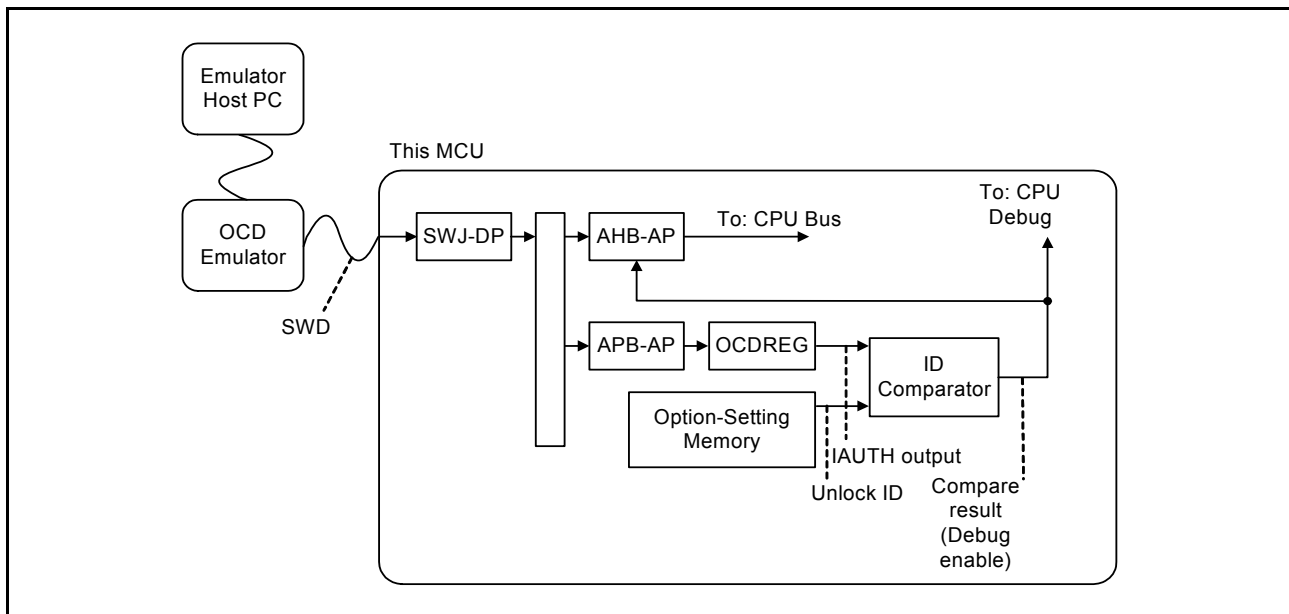 Emulator
Host PC
This MCU
OCD
Emulator
SWD
SWJ-DP
AHB-AP
To: CPU Bus
To: CPU
Debug
APB-AP
OCDREG
ID
Comparator
Option-Setting
Memory
IAUTH output
Unlock ID
Compare
result
(Debug
enable)